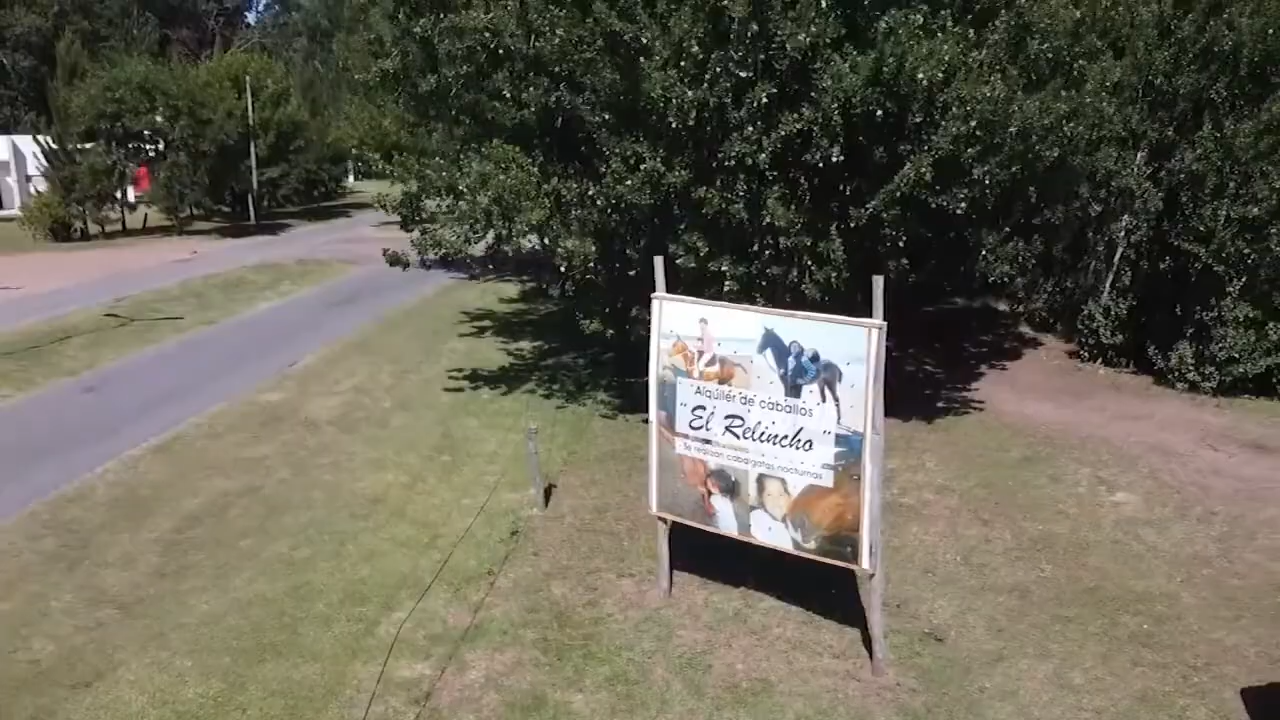 Alquiler de caballos
"El Relincho"
Se realizan cabalgatas nocturnas